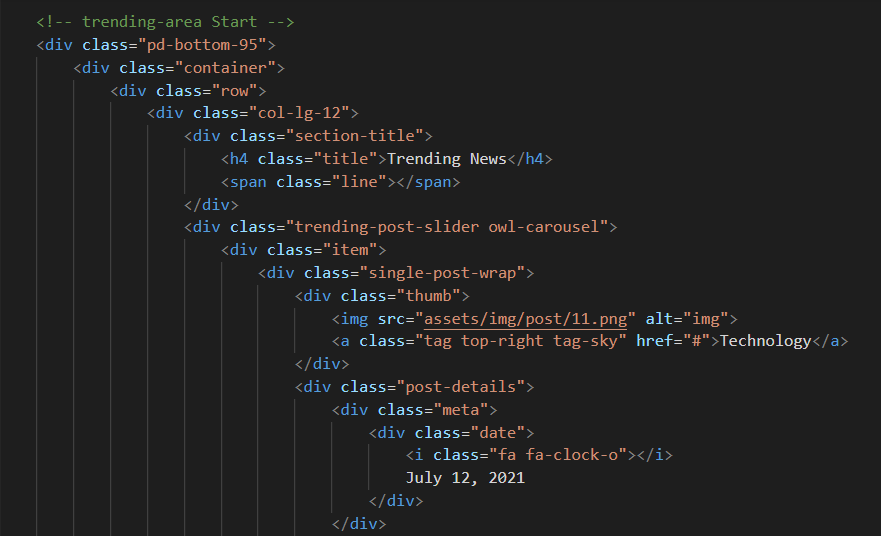 <!-- trending-area Start -->
<div class="pd-bottom-95">
<div class="container">
<div class="row">
<div class="col-lg-12">
<div class="section-title">
<h4 class="title">Trending News</h4>
<span class="line"></span>
</div>
<div class="trending-post-slider owl-carousel">
<div class="item">
<div class="single-post-wrap">
<div class="thumb">
<img src="assets/img/post/11.png" alt="img">
<a class="tag top-right tag-sky" href="#">Technology</a>
</div>
<div class="post-details">
<div class="meta">
<div class="date">
<i class="fa fa-clock-o"></i>
July 12, 2021
</div>
</div>